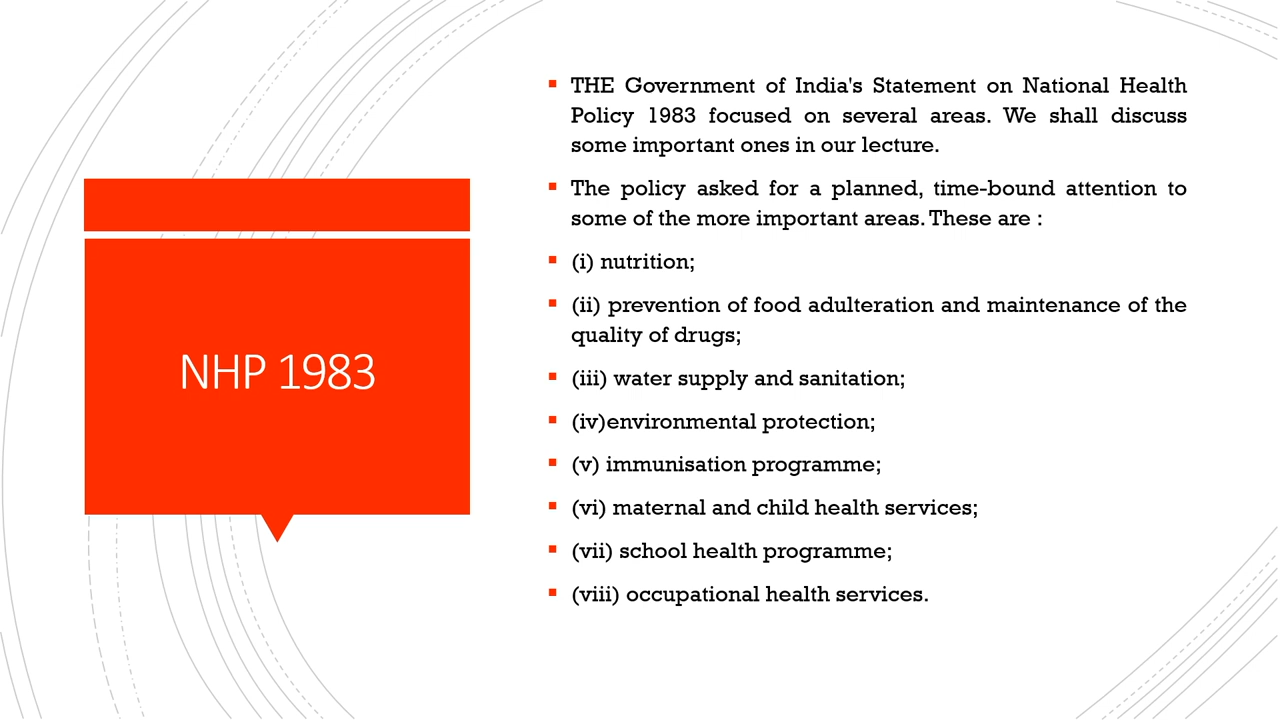 NHP 1983
THE Government of India's Statement on National Health
Policy 1983 focused on several areas. We shall discuss
some important ones in our lecture.
The policy asked for a planned, time-bound attention to
some of the more important areas. These are :
(i) nutrition;
(ii) prevention of food adulteration and maintenance of the
quality of drugs;
(iii) water supply and sanitation;
(iv)environmental protection;
(v) immunisation programme;
(vi) maternal and child health services;
(vii) school health programme;
(viii) occupational health services.